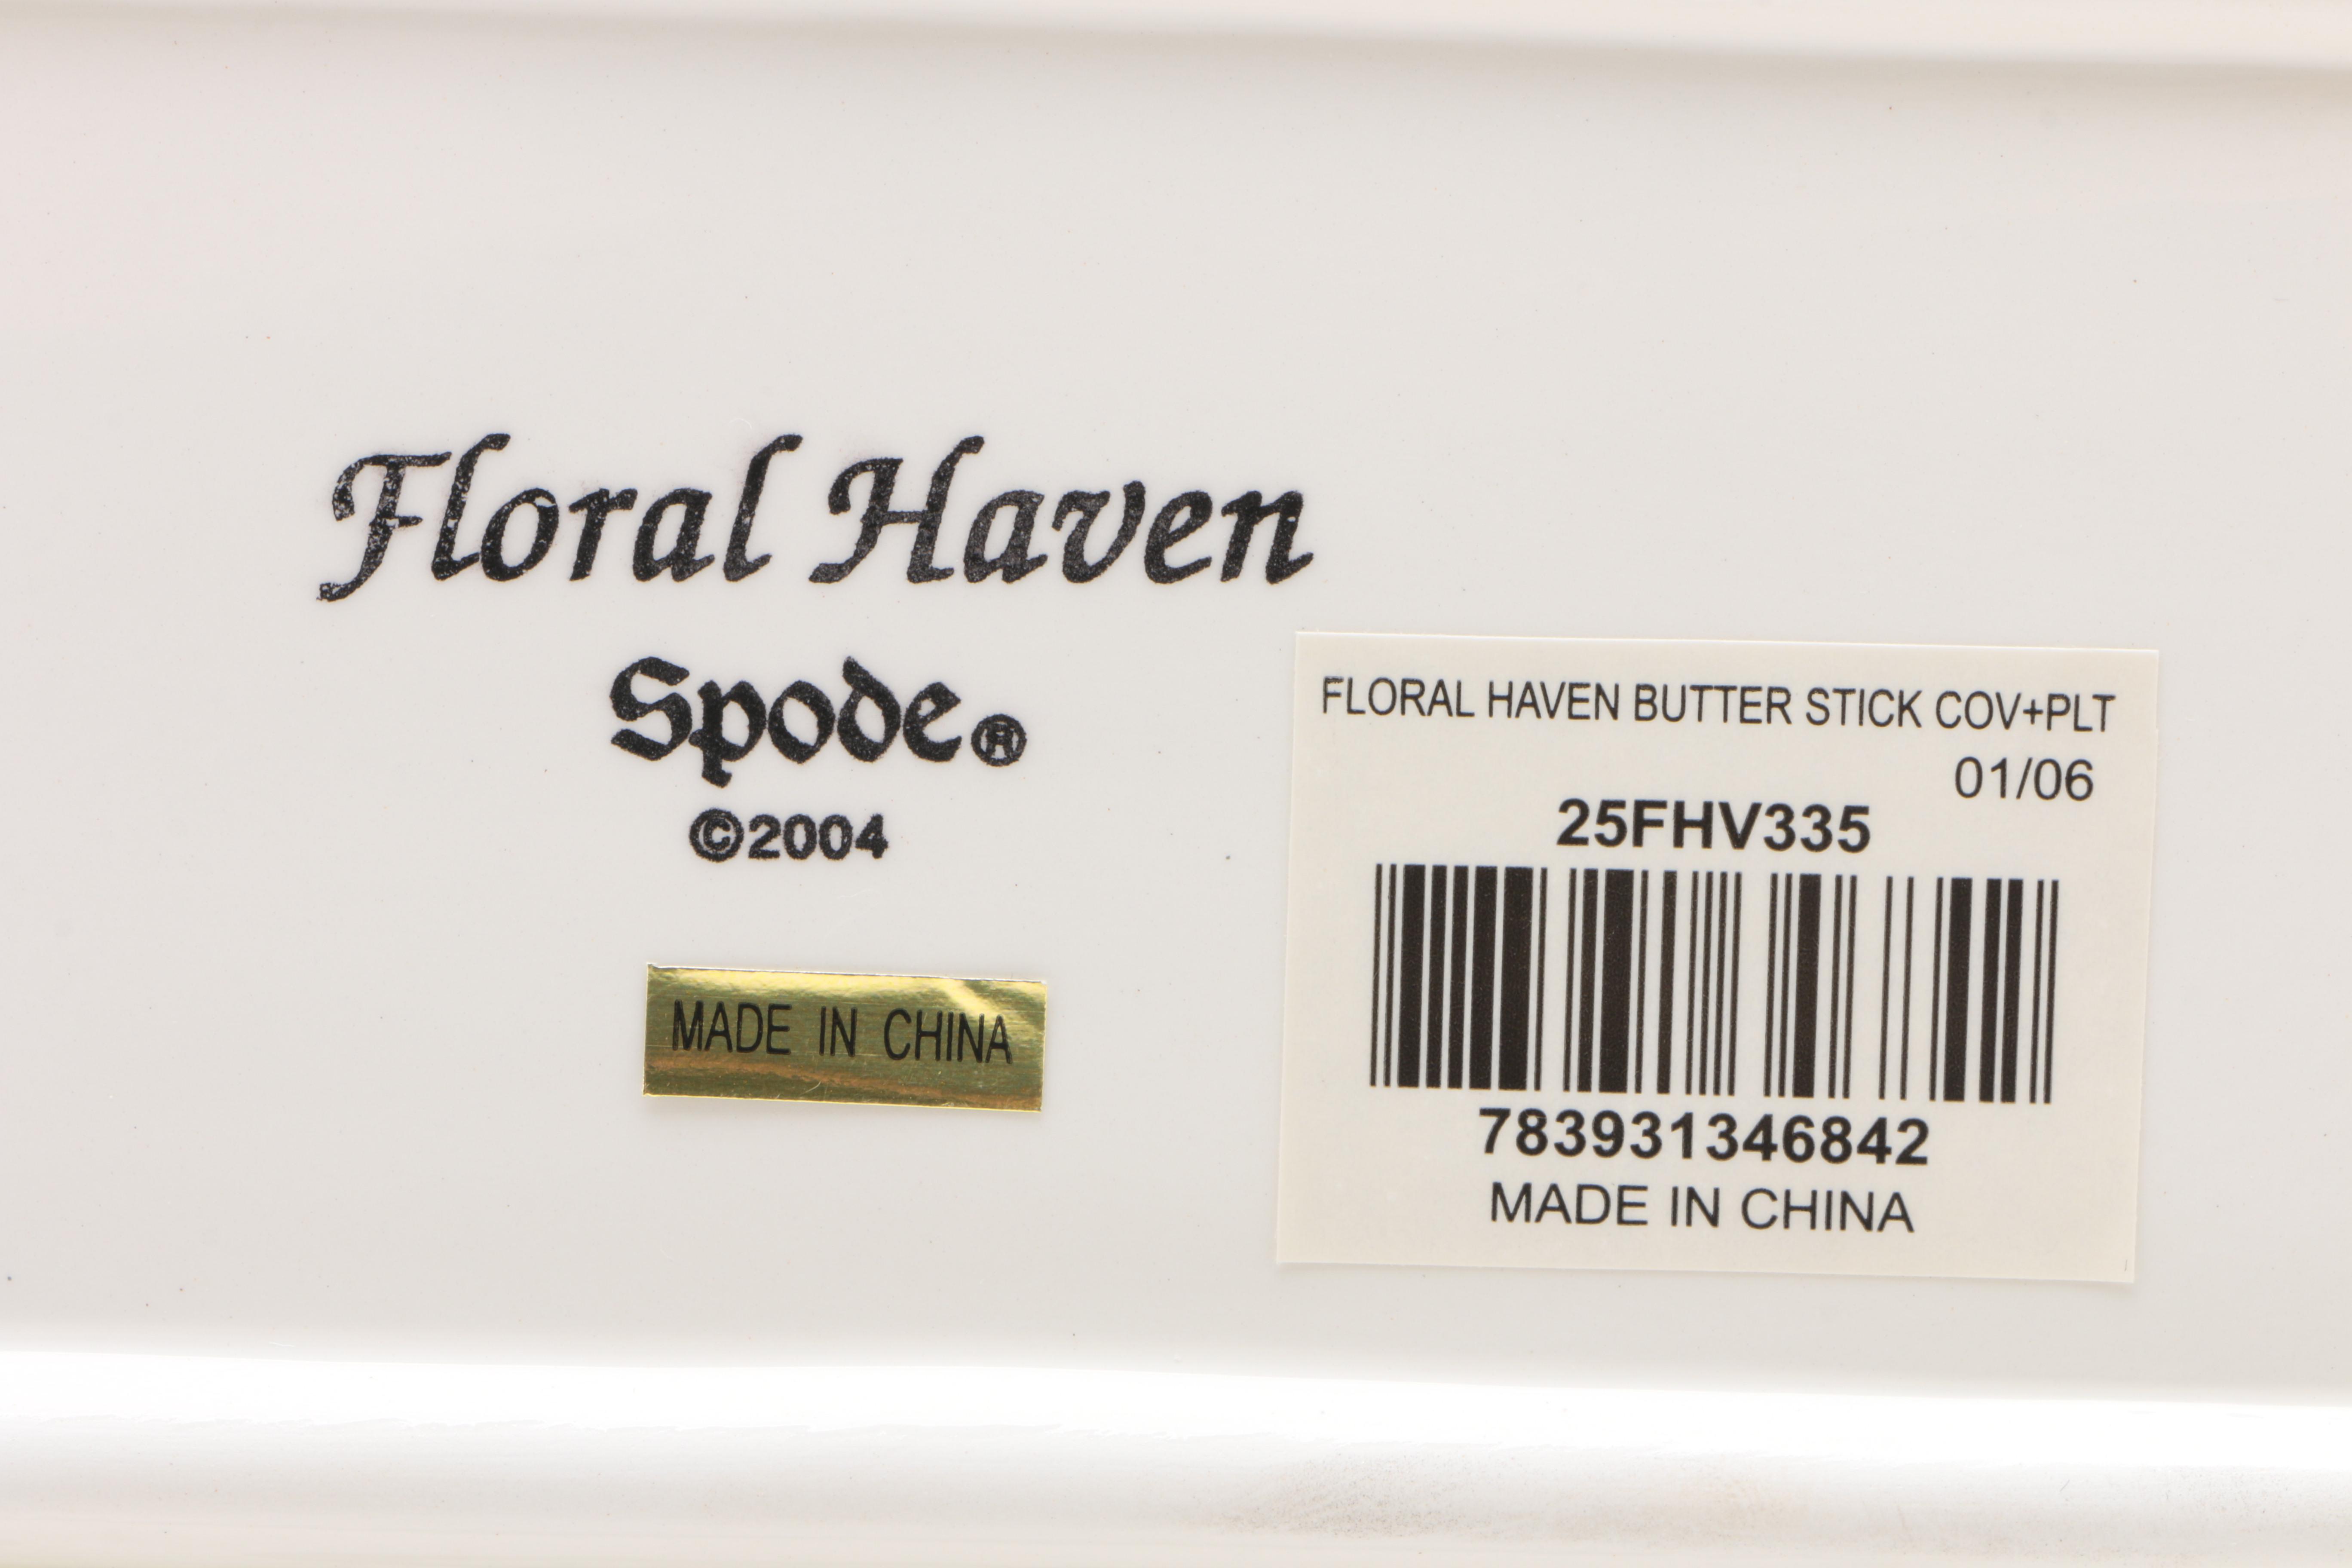 Floral Haven
Spode®
©2004
MADE IN CHINA
FLORAL HAVEN BUTTER STICK COV+PLT
01/06
25FHV335
783931346842
MADE IN CHINA